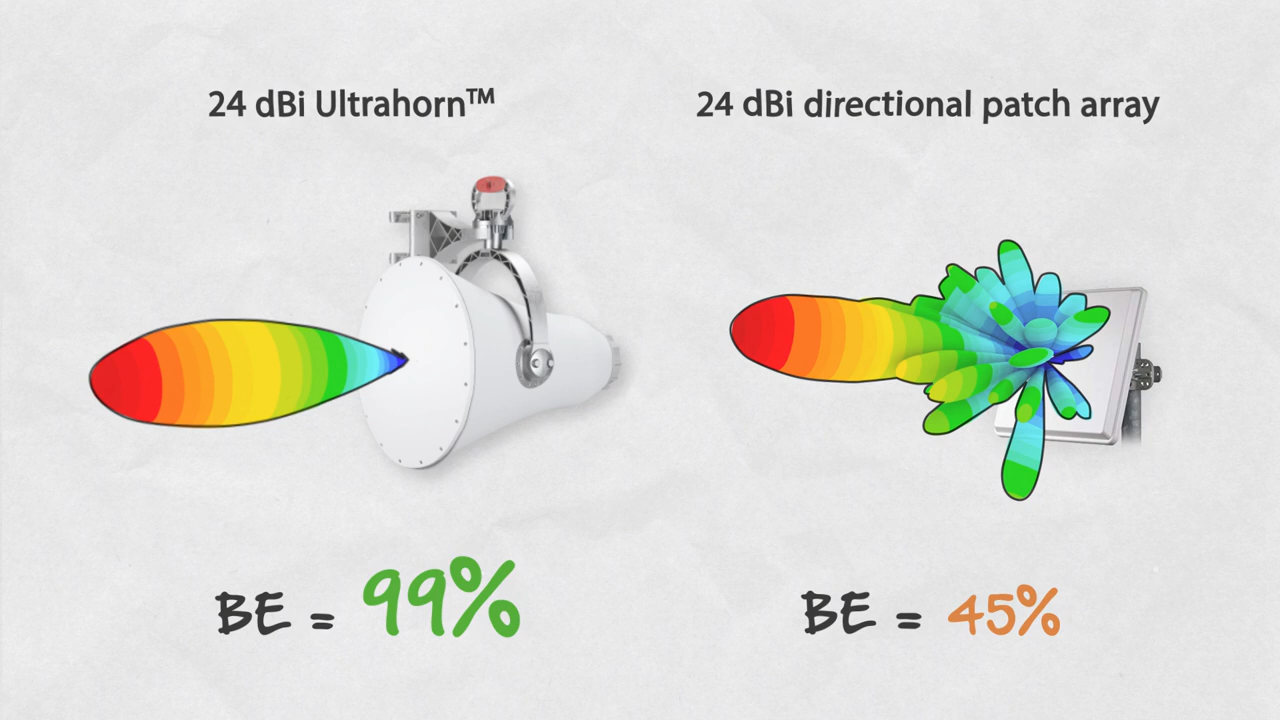 24 dBi Ultrahorn™
24 dBi directional patch array
BE = 99%
BE = 45%